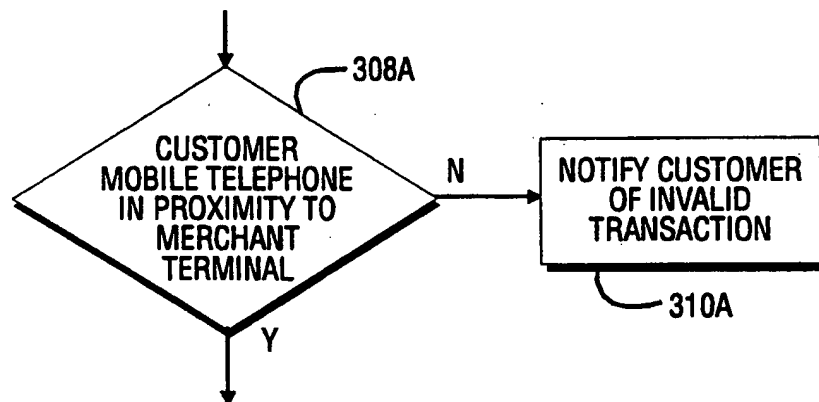 308A
CUSTOMER
MOBILE TELEPHONE
IN PROXIMITY TO
MERCHANT
TERMINAL
N
NOTIFY CUSTOMER
OF INVALID
TRANSACTION
310A
Y